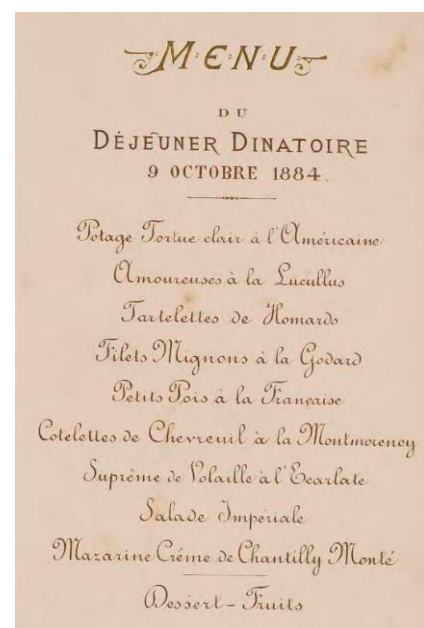 MENU
DU
DÉJEUNER DINATOIRE
9 OCTOBRE 1884.
Potage Tortue clair à l'Américaine
Amoureuses à la Lucullus
Tartelettes de Homards
Filets Mignons à la Godard
Petits Pois à la Française
Cotelettes de Chevreuil à la Montmorency
Suprème de Volaille à l'Ecarlate
Salade Impériale
Mazarine Crême de Chantilly Monté
Dessert - Fruits